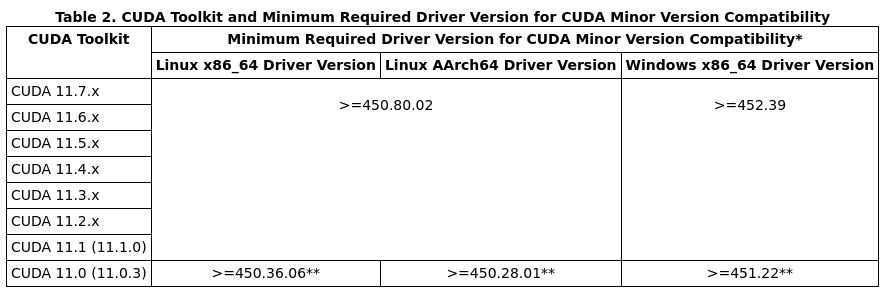 Table 2. CUDA Toolkit and Minimum Required Driver Version for CUDA Minor Version Compatibility
CUDA Toolkit Minimum Required Driver Version for CUDA Minor Version Compatibility*
Linux x86_64 Driver Version Linux AArch64 Driver Version Windows x86_64 Driver Version
CUDA 11.7.x
>=450.80.02 >=452.39
CUDA 11.6.x
CUDA 11.5.x
CUDA 11.4.x
CUDA 11.3.x
CUDA 11.2.x
CUDA 11.1 (11.1.0)
CUDA 11.0 (11.0.3) >=450.36.06** >=450.28.01** >=451.22**